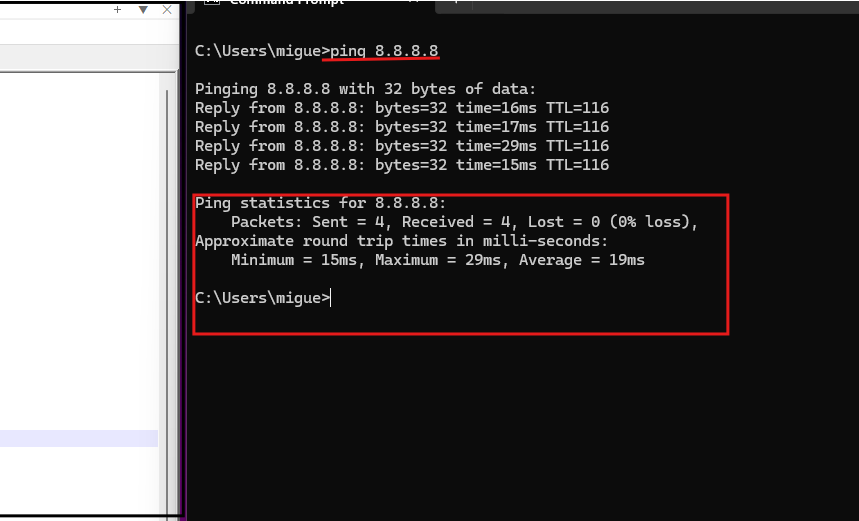 Command Prompt
C:\Users\migue>ping 8.8.8.8
Pinging 8.8.8.8 with 32 bytes of data:
Reply from 8.8.8.8: bytes=32 time=16ms TTL=116
Reply from 8.8.8.8: bytes=32 time=17ms TTL=116
Reply from 8.8.8.8: bytes=32 time=29ms TTL=116
Reply from 8.8.8.8: bytes=32 time=15ms TTL=116
Ping statistics for 8.8.8.8:
Packets: Sent = 4, Received = 4, Lost = 0 (0% loss),
Approximate round trip times in milli-seconds:
Minimum = 15ms, Maximum = 29ms, Average = 19ms
C:\Users\migue>